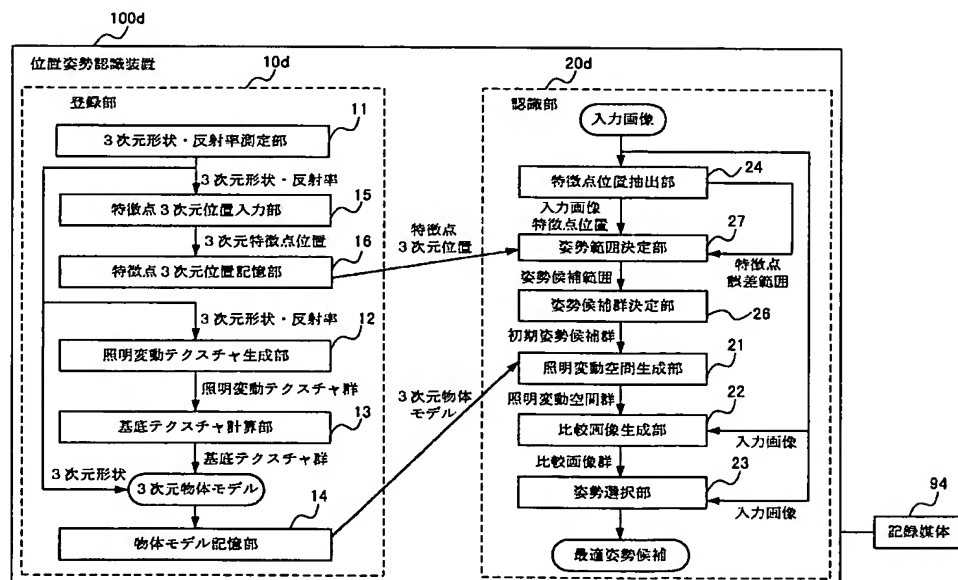 100d
位置姿勢認識装置
10d
登録部
11
3次元形状・反射率測定部
3次元形状・反射率
15
特徴点3次元位置入力部
3次元特徴点位置
16
特徴点3次元位置記憶部
3次元形状・反射率
12
照明変動テクスチャ生成部
照明変動テクスチャ群
13
基底テクスチャ計算部
基底テクスチャ群
3次元形状
3次元物体モデル
14
物体モデル記憶部
特徴点
3次元位置
3次元物体
モデル
20d
認識部
入力画像
24
特徴点位置抽出部
入力画像
特徴点位置
27
姿勢範囲決定部
特徴点
誤差範囲
姿勢候補範囲
姿勢候補群決定部
26
初期姿勢候補群
21
照明変動空間生成部
照明変動空間群
22
比較画像生成部
入力画像
比較画像群
23
姿勢選択部
入力画像
最適姿勢候補
94
記録媒体